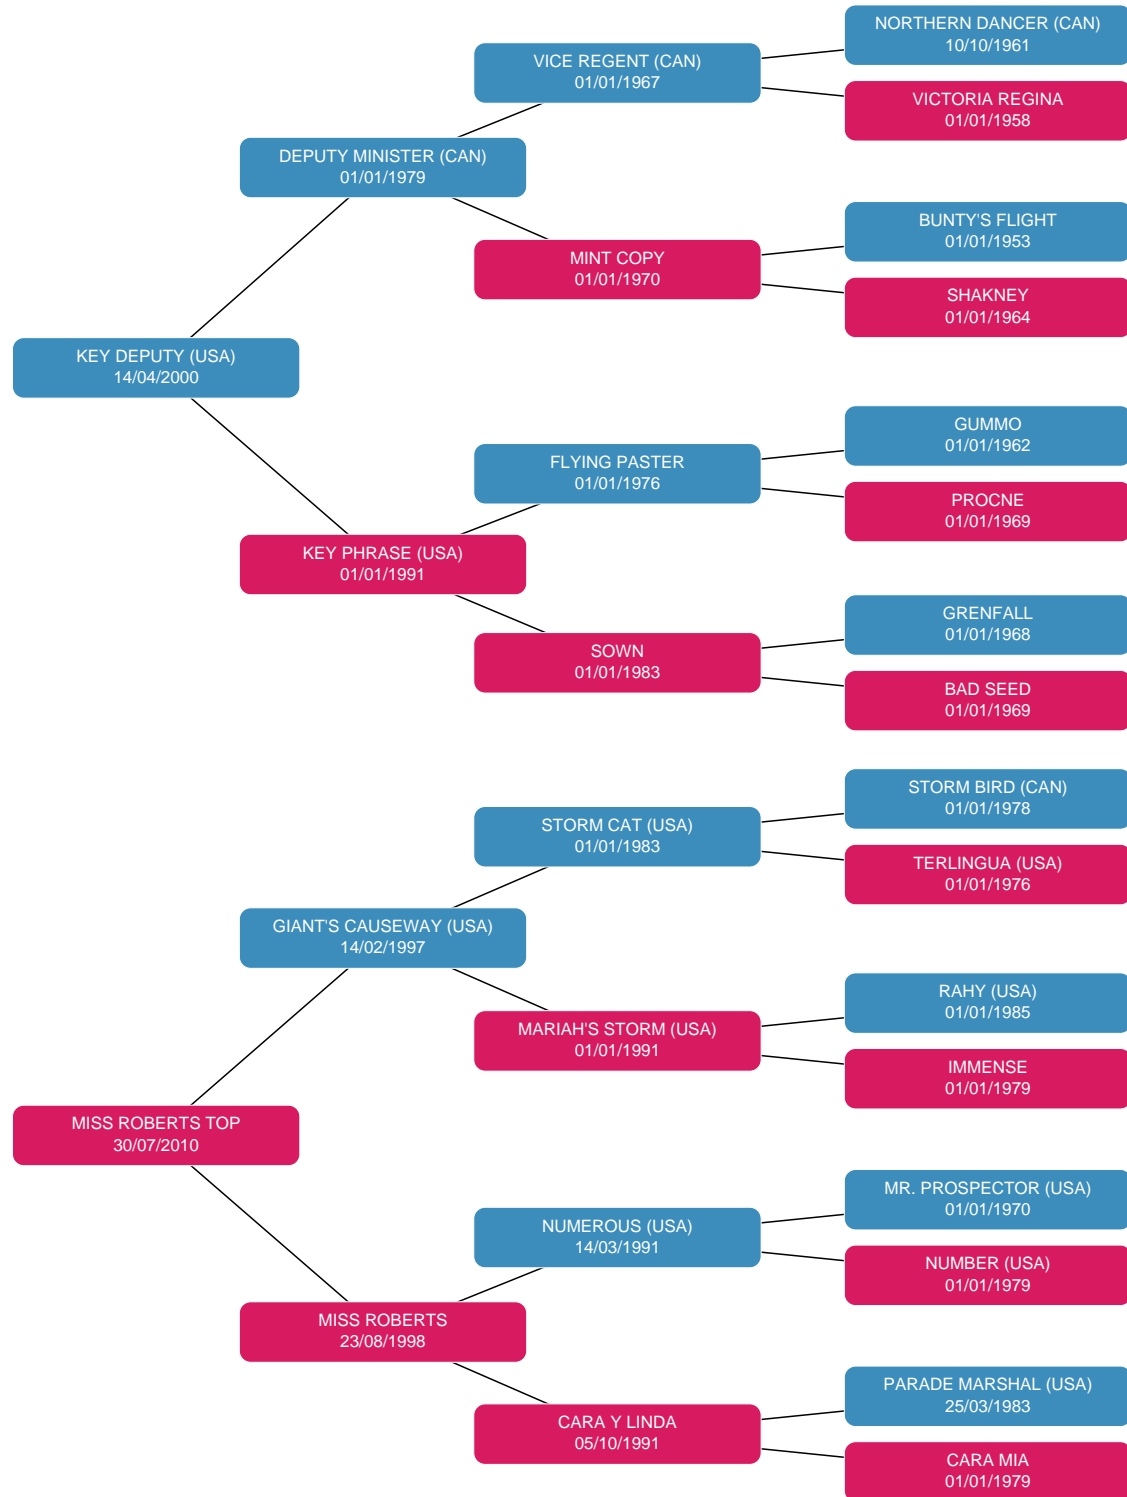 NORTHERN DANCER (CAN)
10/10/1961
VICE REGENT (CAN)
01/01/1967
VICTORIA REGINA
01/01/1958
DEPUTY MINISTER (CAN)
01/01/1979
BUNTY'S FLIGHT
01/01/1953
MINT COPY
01/01/1970
SHAKNEY
01/01/1964
KEY DEPUTY (USA)
14/04/2000
GUMMO
01/01/1962
FLYING PASTER
01/01/1976
PROCNE
01/01/1969
KEY PHRASE (USA)
01/01/1991
GRENFALL
01/01/1968
SOWN
01/01/1983
BAD SEED
01/01/1969
STORM BIRD (CAN)
01/01/1978
STORM CAT (USA)
01/01/1983
TERLINGUA (USA)
01/01/1976
GIANT'S CAUSEWAY (USA)
14/02/1997
RAHY (USA)
01/01/1985
MARIAH'S STORM (USA)
01/01/1991
IMMENSE
01/01/1979
MISS ROBERTS TOP
30/07/2010
MR. PROSPECTOR (USA)
01/01/1970
NUMEROUS (USA)
14/03/1991
NUMBER (USA)
01/01/1979
MISS ROBERTS
23/08/1998
PARADE MARSHAL (USA)
25/03/1983
CARA Y LINDA
05/10/1991
CARA MIA
01/01/1979